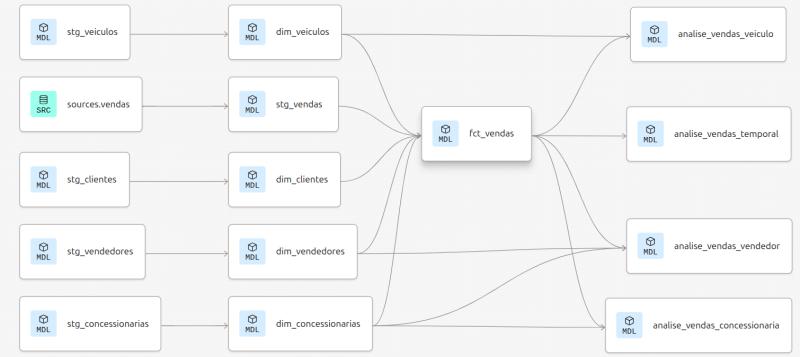 MDL stg_veiculos
MDL dim_veiculos
MDL analise_vendas_veiculo
SRC sources.vendas
MDL stg_vendas
MDL fct_vendas
MDL analise_vendas_temporal
MDL stg_clientes
MDL dim_clientes
MDL stg_vendedores
MDL dim_vendedores
MDL analise_vendas_vendedor
MDL stg_concessionarias
MDL dim_concessionarias
MDL analise_vendas_concessionaria